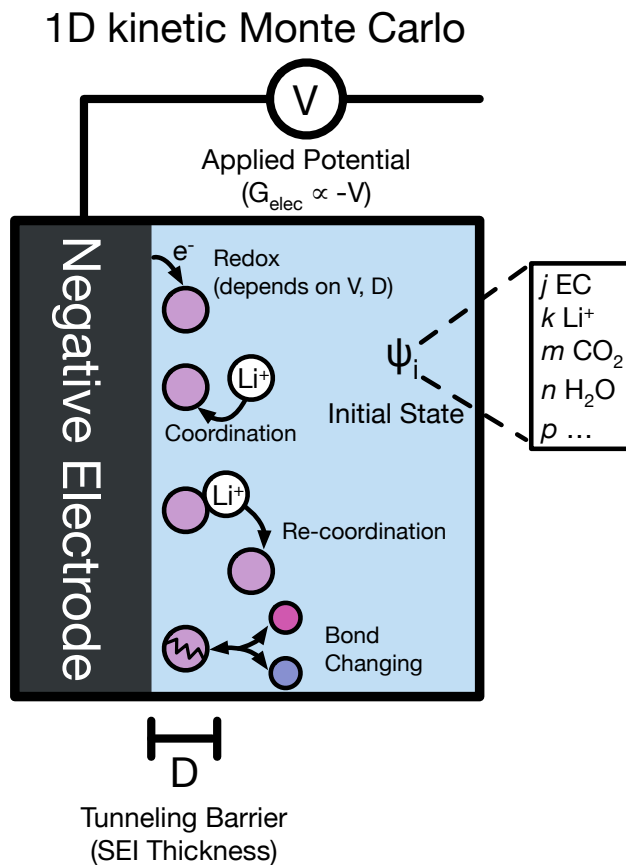 1D kinetic Monte Carlo
V
Applied Potential
(G_elec ∝ -V)
Negative Electrode
e⁻
Redox
(depends on V, D)
Li⁺
Coordination
Li⁺
Re-coordination
Bond
Changing
ψ_i
Initial State
j EC
k Li⁺
m CO₂
n H₂O
p ...
D
Tunneling Barrier
(SEI Thickness)